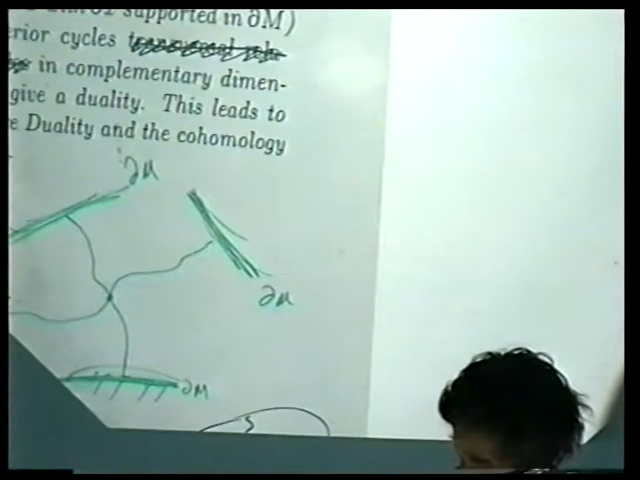 supported in ∂M)
erior cycles
in complementary dimen-
give a duality. This leads to
e Duality and the cohomology
∂M
∂M
∂M